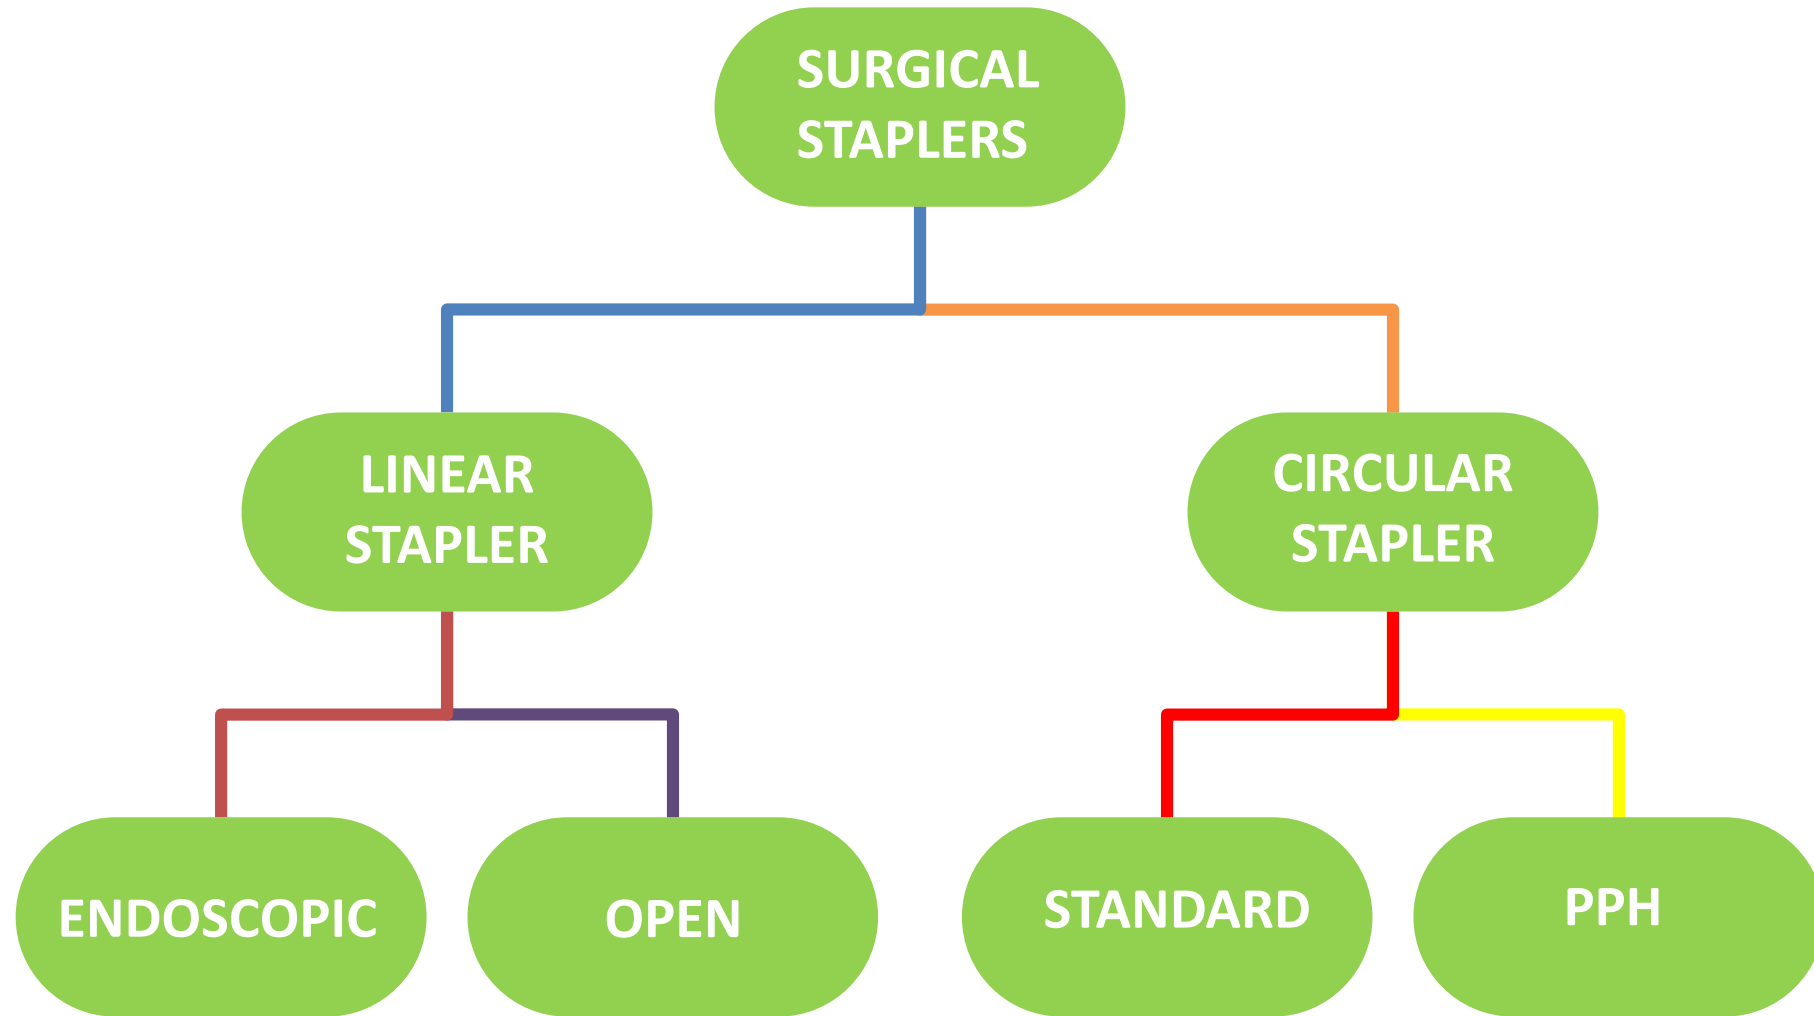 SURGICAL
STAPLERS
LINEAR
STAPLER
CIRCULAR
STAPLER
ENDOSCOPIC
OPEN
STANDARD
PPH